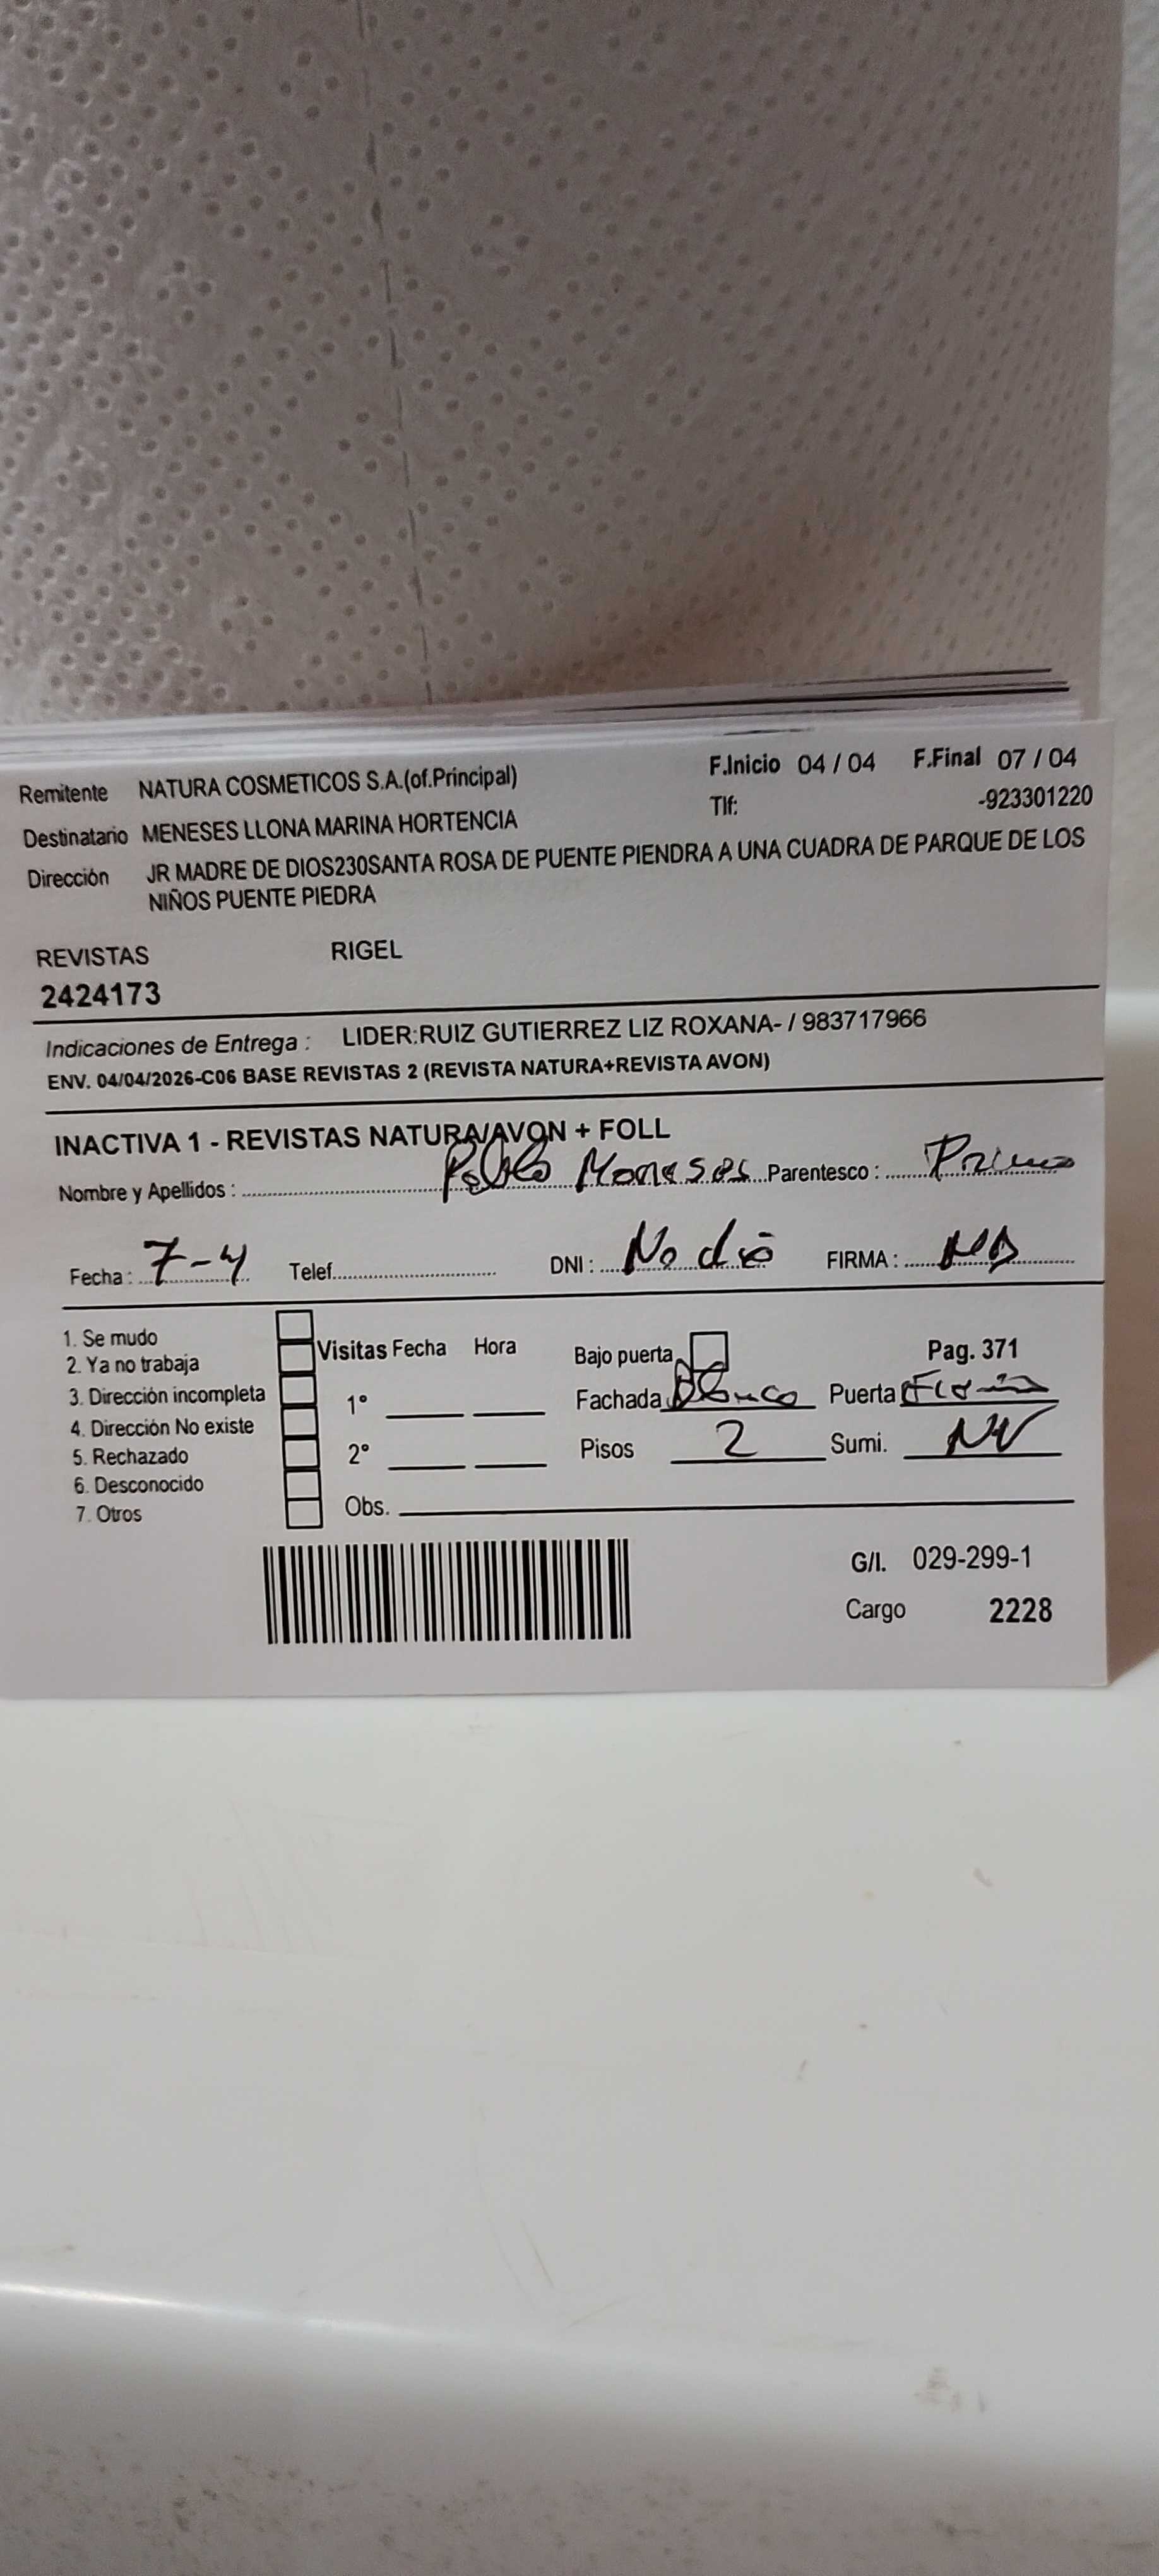 Remitente NATURA COSMETICOS S.A.(of.Principal) F.Inicio 04 / 04 F.Final 07 / 04
Tlf: -923301220
Destinatario MENESES LLONA MARINA HORTENCIA
Dirección JR MADRE DE DIOS230SANTA ROSA DE PUENTE PIENDRA A UNA CUADRA DE PARQUE DE LOS
NIÑOS PUENTE PIEDRA
REVISTAS RIGEL
2424173
Indicaciones de Entrega : LIDER:RUIZ GUTIERREZ LIZ ROXANA- / 983717966
ENV. 04/04/2026-C06 BASE REVISTAS 2 (REVISTA NATURA+REVISTA AVON)
INACTIVA 1 - REVISTAS NATURA/AVON + FOLL
Nombre y Apellidos : Pablo Meneses Parentesco : Primo
Fecha : 7-4 Telef. DNI : No dio FIRMA : ND
1. Se mudo
2. Ya no trabaja
3. Dirección incompleta
4. Dirección No existe
5. Rechazado
6. Desconocido
7. Otros
Visitas Fecha Hora
1°
2°
Obs.
Bajo puerta Pag. 371
Fachada Blanco Puerta
Pisos 2 Sumi. NV
G/I. 029-299-1
Cargo 2228